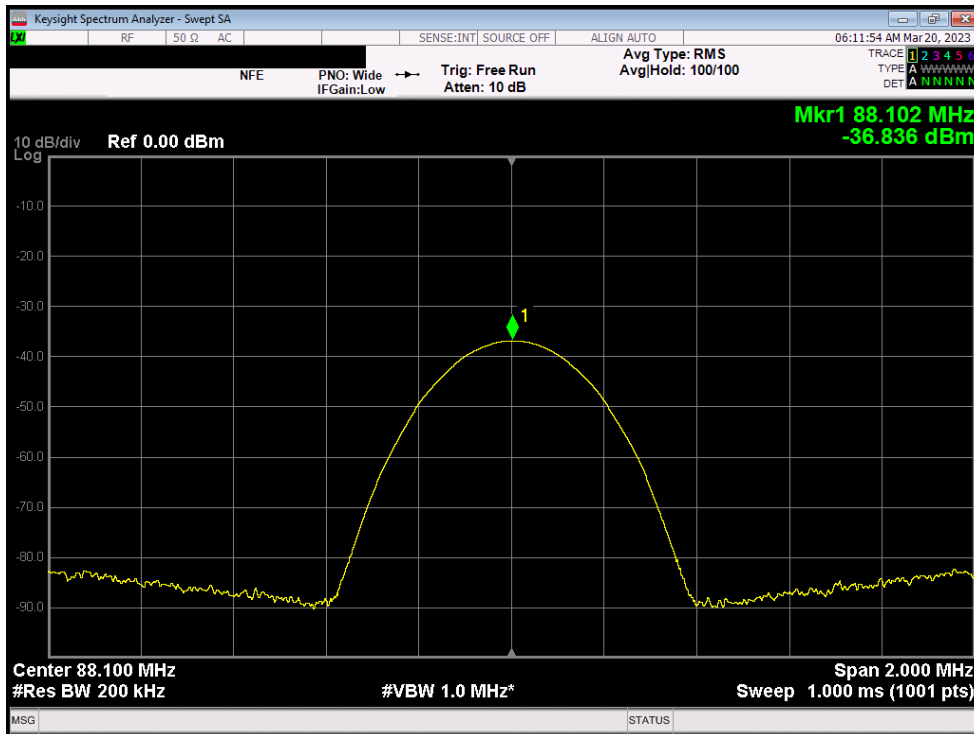 Keysight Spectrum Analyzer - Swept SA
LXI RF 50 Ω AC SENSE:INT SOURCE OFF ALIGN AUTO 06:11:54 AM Mar 20, 2023
NFE PNO: Wide Trig: Free Run Avg Type: RMS TRACE 1 2 3 4 5 6
IFGain:Low Atten: 10 dB Avg|Hold: 100/100 TYPE A WWWWW
DET A N N N N N
Mkr1 88.102 MHz
10 dB/div Ref 0.00 dBm -36.836 dBm
Log
-10.0
-20.0
-30.0
1
-40.0
-50.0
-60.0
-70.0
-80.0
-90.0
Center 88.100 MHz Span 2.000 MHz
#Res BW 200 kHz #VBW 1.0 MHz* Sweep 1.000 ms (1001 pts)
MSG STATUS